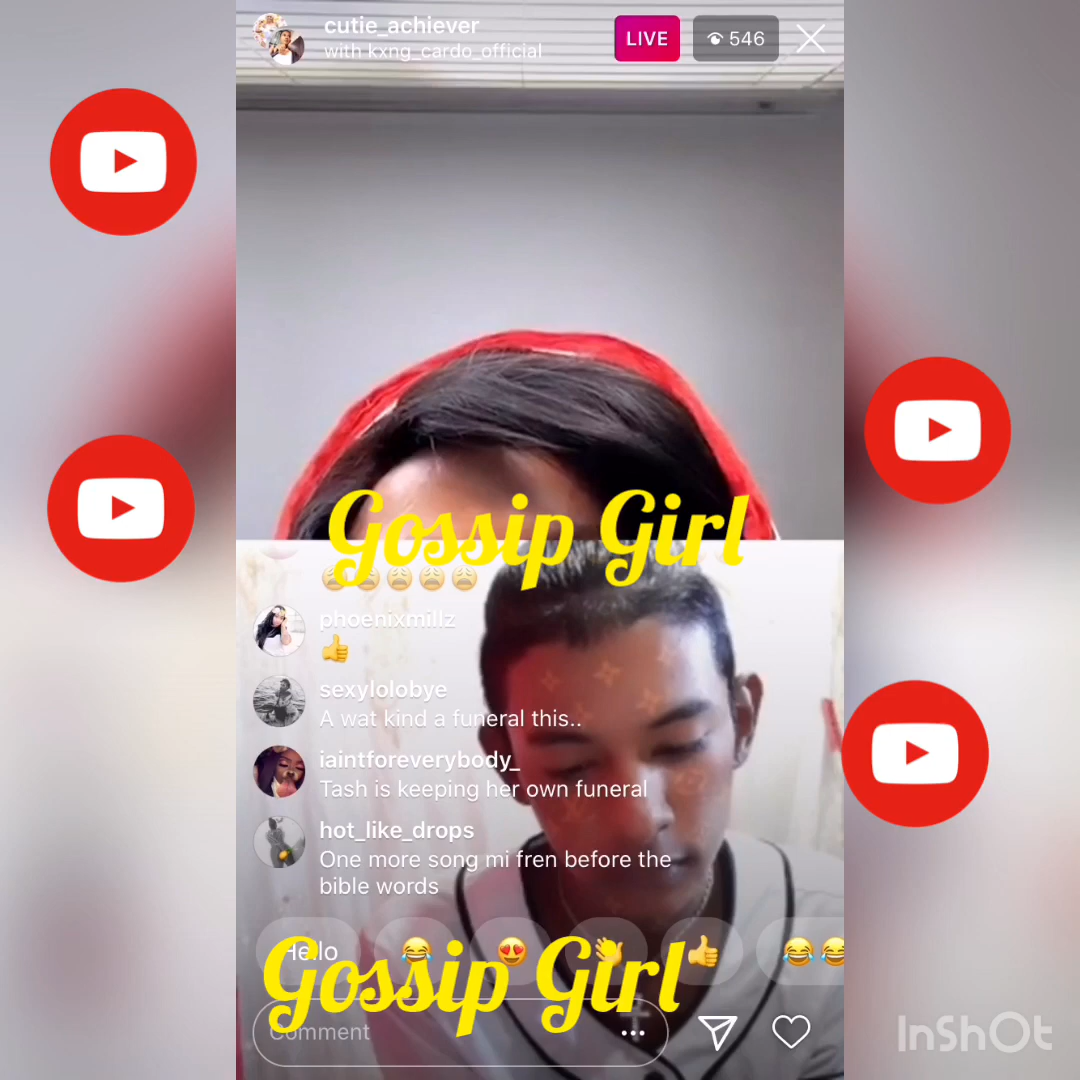 cutie_achiever
with kxng_cardo_official
LIVE
546
Gossip Girl
phoenixmillz
sexylolobye
A wat kind a funeral this..
iaintforeverybody_
Tash is keeping her own funeral
hot_like_drops
One more song mi fren before the
bible words
Hello
Gossip Girl
Comment
InShOt